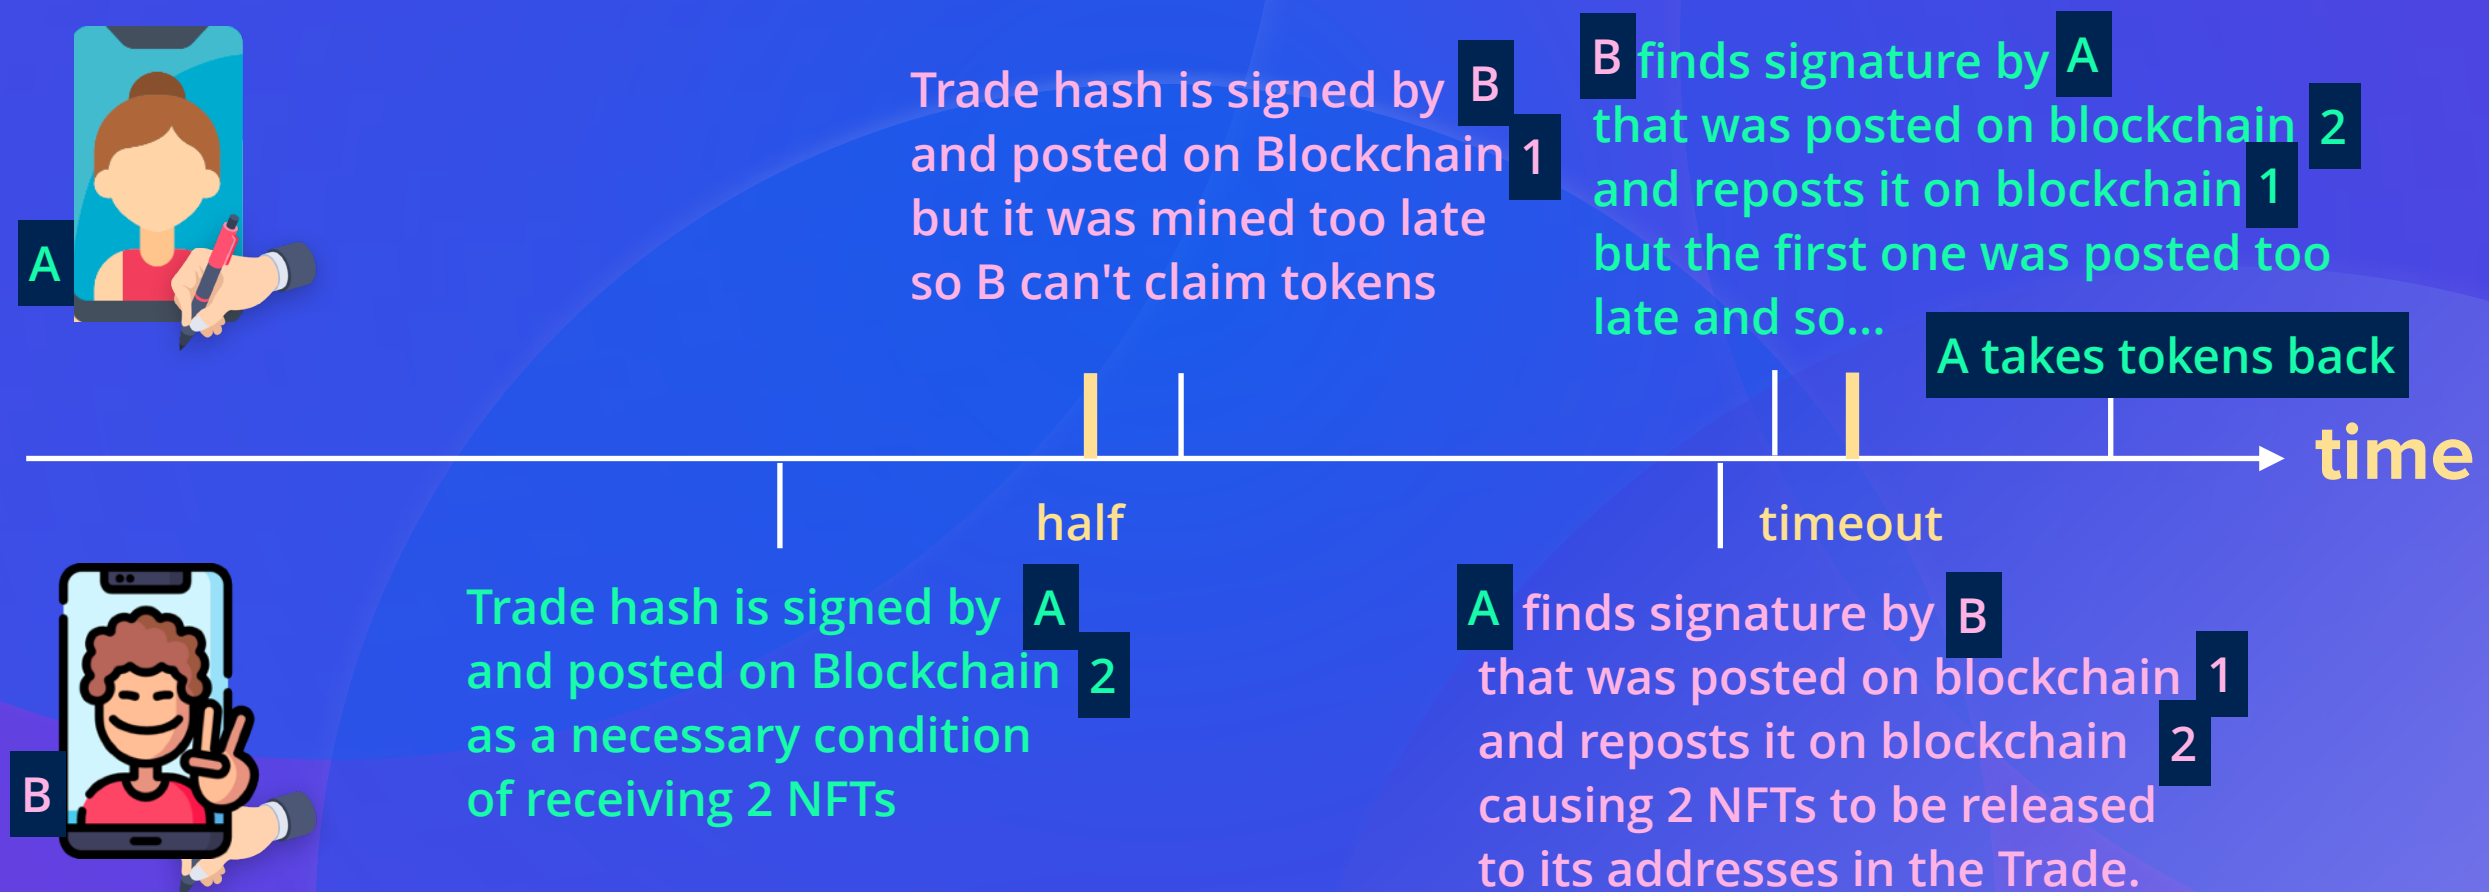 Trade hash is signed by B
and posted on Blockchain 1
but it was mined too late
so B can't claim tokens
B finds signature by A
that was posted on blockchain 2
and reposts it on blockchain 1
but the first one was posted too
late and so...
A takes tokens back
A
time
half
timeout
B
Trade hash is signed by A
and posted on Blockchain 2
as a necessary condition
of receiving 2 NFTs
A finds signature by B
that was posted on blockchain 1
and reposts it on blockchain 2
causing 2 NFTs to be released
to its addresses in the Trade.